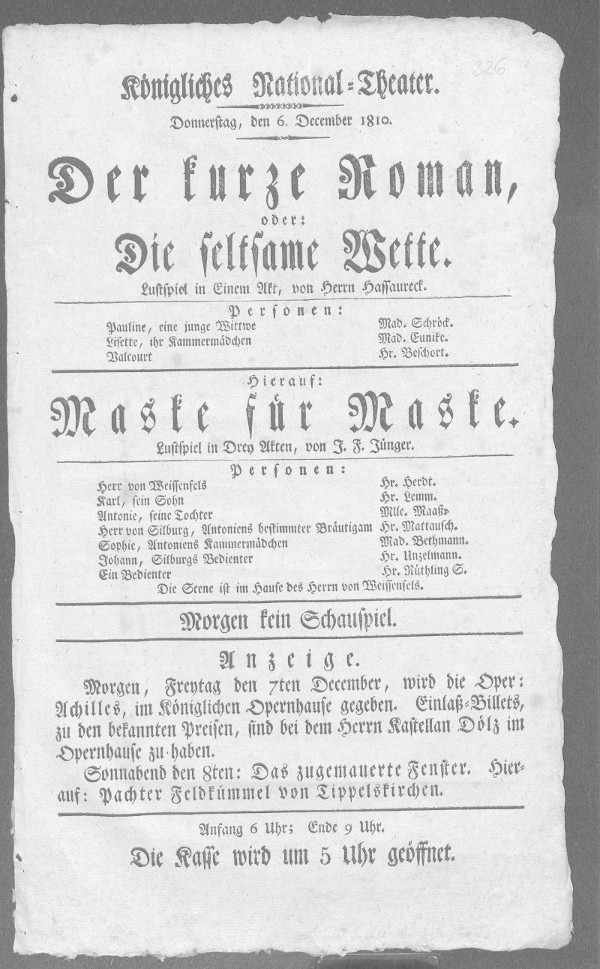 326
Königliches National-Theater.
Donnerstag, den 6. December 1810.
Der kurze Roman,
oder:
Die seltsame Wette.
Lustspiel in Einem Akt, von Herrn Hassaureck.
Personen:
Pauline, eine junge Wittwe Mad. Schröck.
Lisette, ihr Kammermädchen Mad. Eunike.
Valcourt Hr. Beschort.
Hierauf:
Maske für Maske.
Lustspiel in Drey Akten, von J. F. Jünger.
Personen:
Herr von Weissenfels Hr. Herdt.
Karl, sein Sohn Hr. Lemm.
Antonie, seine Tochter Mlle. Maaß.
Herr von Silburg, Antoniens bestimmter Bräutigam Hr. Mattausch.
Sophie, Antoniens Kammermädchen Mad. Bethmann.
Johann, Silburgs Bedienter Hr. Unzelmann.
Ein Bedienter Hr. Rüthling S.
Die Scene ist im Hause des Herrn von Weissenfels.
Morgen kein Schauspiel.
Anzeige.
Morgen, Freytag den 7ten December, wird die Oper:
Achilles, im Königlichen Opernhause gegeben. Einlaß-Billets,
zu den bekannten Preisen, sind bei dem Herrn Kastellan Dölz im
Opernhause zu haben.
Sonnabend den 8ten: Das zugemauerte Fenster. Hier-
auf: Pachter Feldkümmel von Tippelskirchen.
Anfang 6 Uhr; Ende 9 Uhr.
Die Kasse wird um 5 Uhr geöffnet.